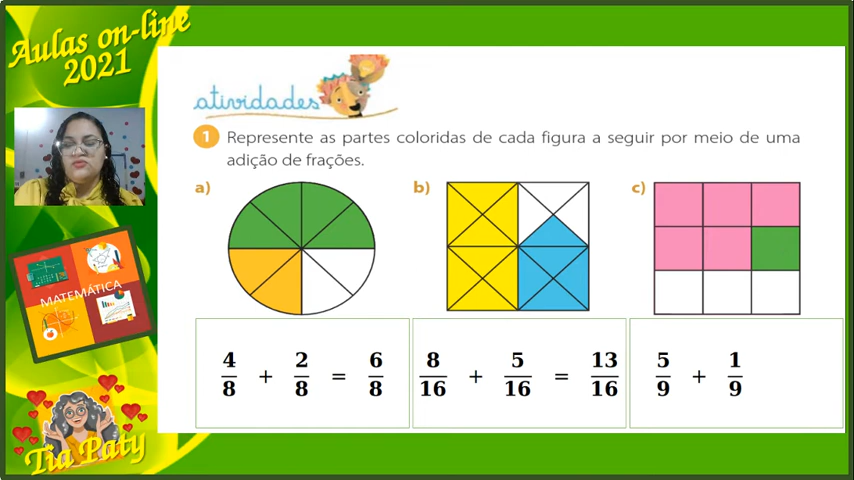 Aulas on-line
2021
atividades
1 Represente as partes coloridas de cada figura a seguir por meio de uma
adição de frações.
a)
b)
c)
MATEMÁTICA
4/8 + 2/8 = 6/8
8/16 + 5/16 = 13/16
5/9 + 1/9
Tia Paty